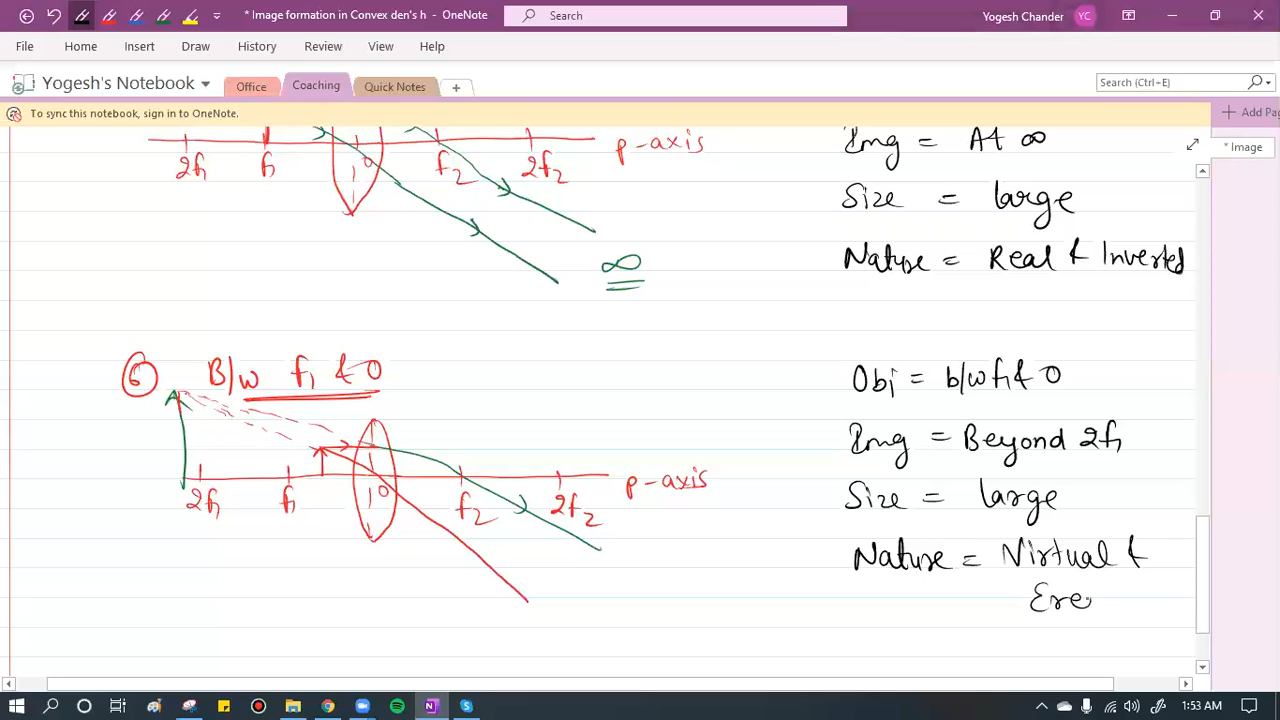 *Image formation in Convex den's h - OneNote
Search
Yogesh Chander
YC
File Home Insert Draw History Review View Help
Yogesh's Notebook
Office
Coaching
Quick Notes
Search (Ctrl+E)
To sync this notebook, sign in to OneNote.
Add Pag
* Image
2f1 f1 O f2 2f2 p-axis
∞
Img = At ∞
Size = large
Nature = Real & Inverted
6 B/w f1 & O
2f1 f1 O f2 2f2 p-axis
Obj = b/w f1 & O
Img = Beyond 2f1
Size = large
Nature = Virtual &
Ere
1:53 AM